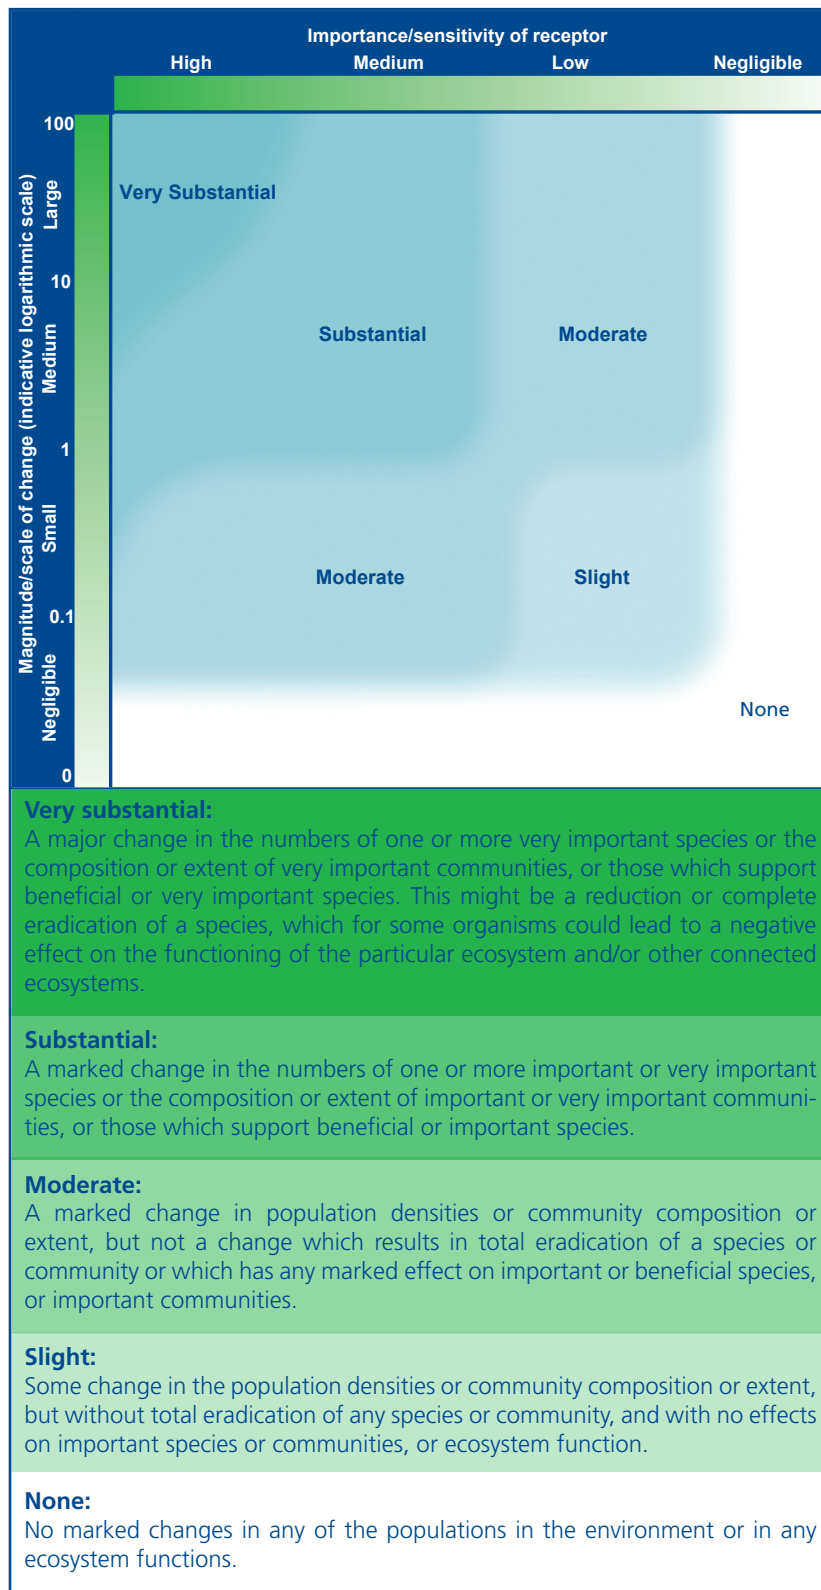 Importance/sensitivity of receptor
High Medium Low Negligible
Magnitude/scale of change (indicative logarithmic scale)
100
Large
10
Medium
1
Small
0.1
Negligible
0
Very Substantial
Substantial Moderate
Moderate Slight
None
Very substantial:
A major change in the numbers of one or more very important species or the
composition or extent of very important communities, or those which support
beneficial or very important species. This might be a reduction or complete
eradication of a species, which for some organisms could lead to a negative
effect on the functioning of the particular ecosystem and/or other connected
ecosystems.
Substantial:
A marked change in the numbers of one or more important or very important
species or the composition or extent of important or very important communi-
ties, or those which support beneficial or important species.
Moderate:
A marked change in population densities or community composition or
extent, but not a change which results in total eradication of a species or
community or which has any marked effect on important or beneficial species,
or important communities.
Slight:
Some change in the population densities or community composition or extent,
but without total eradication of any species or community, and with no effects
on important species or communities, or ecosystem function.
None:
No marked changes in any of the populations in the environment or in any
ecosystem functions.